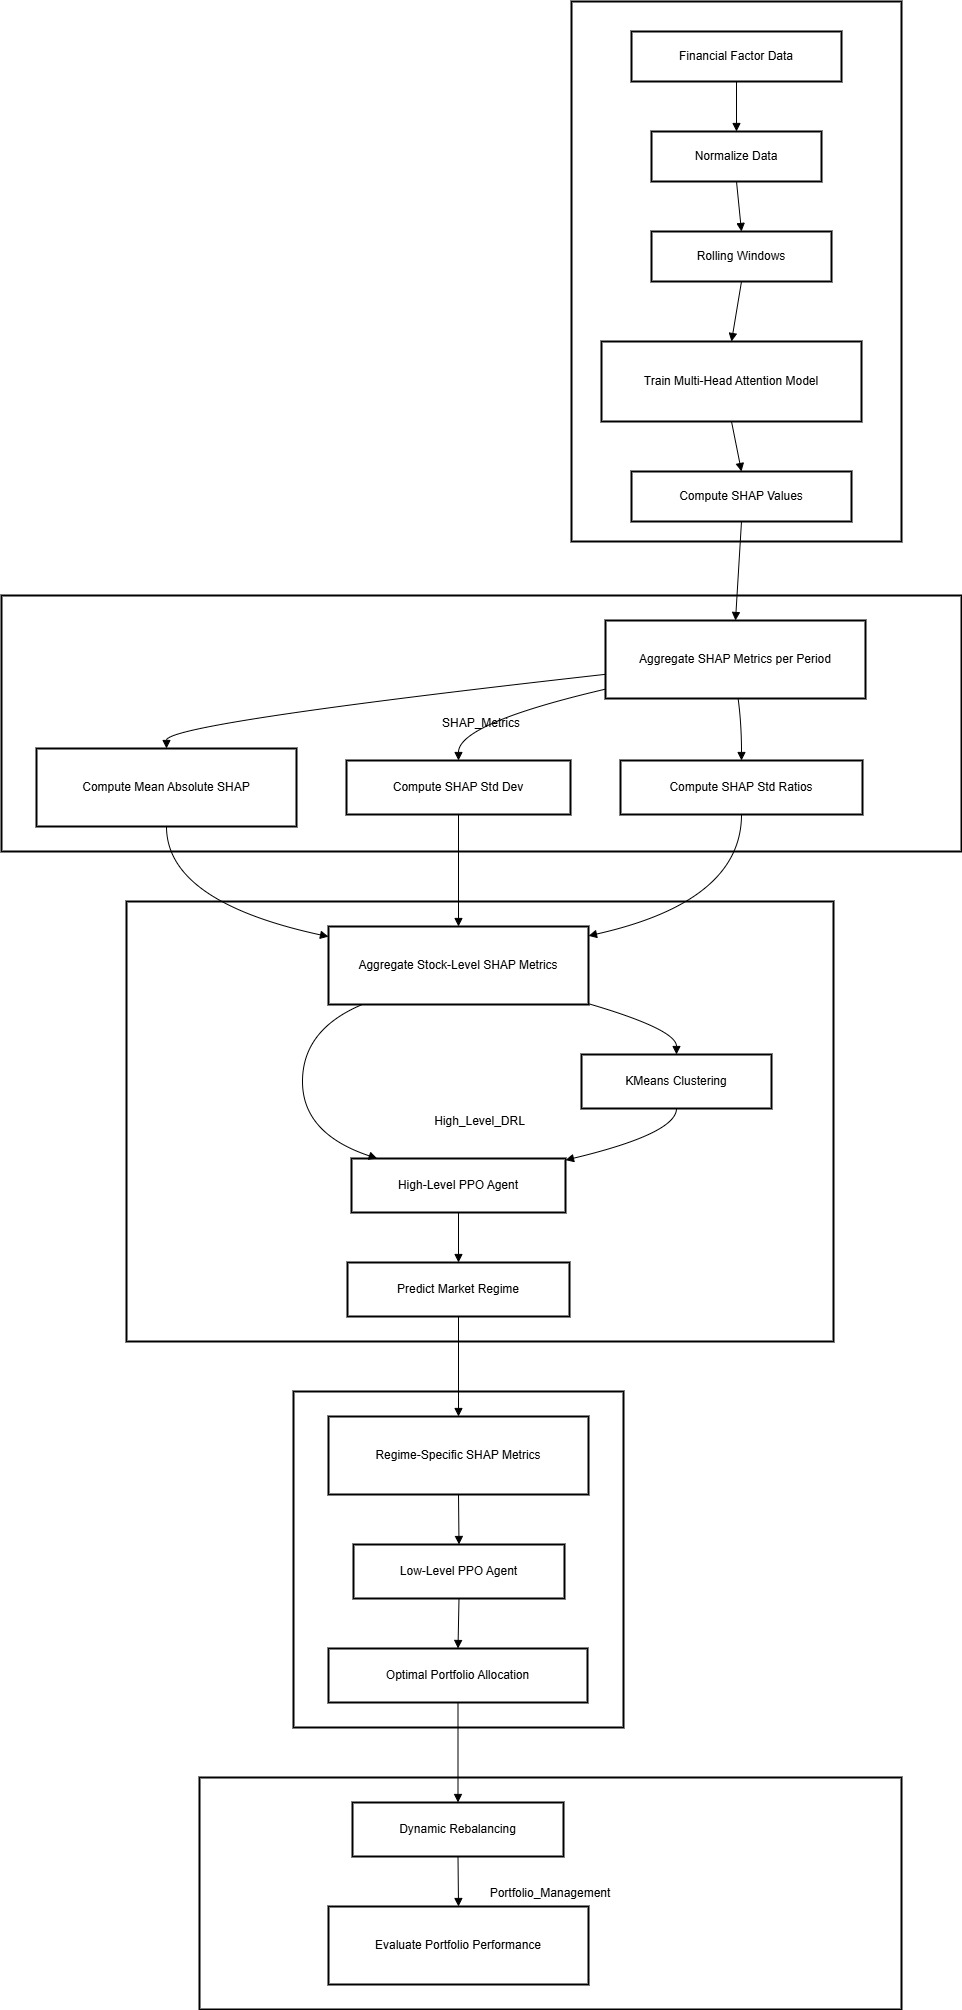 Financial Factor Data
Normalize Data
Rolling Windows
Train Multi-Head Attention Model
Compute SHAP Values
Aggregate SHAP Metrics per Period
SHAP_Metrics
Compute Mean Absolute SHAP
Compute SHAP Std Dev
Compute SHAP Std Ratios
Aggregate Stock-Level SHAP Metrics
KMeans Clustering
High_Level_DRL
High-Level PPO Agent
Predict Market Regime
Regime-Specific SHAP Metrics
Low-Level PPO Agent
Optimal Portfolio Allocation
Dynamic Rebalancing
Portfolio_Management
Evaluate Portfolio Performance